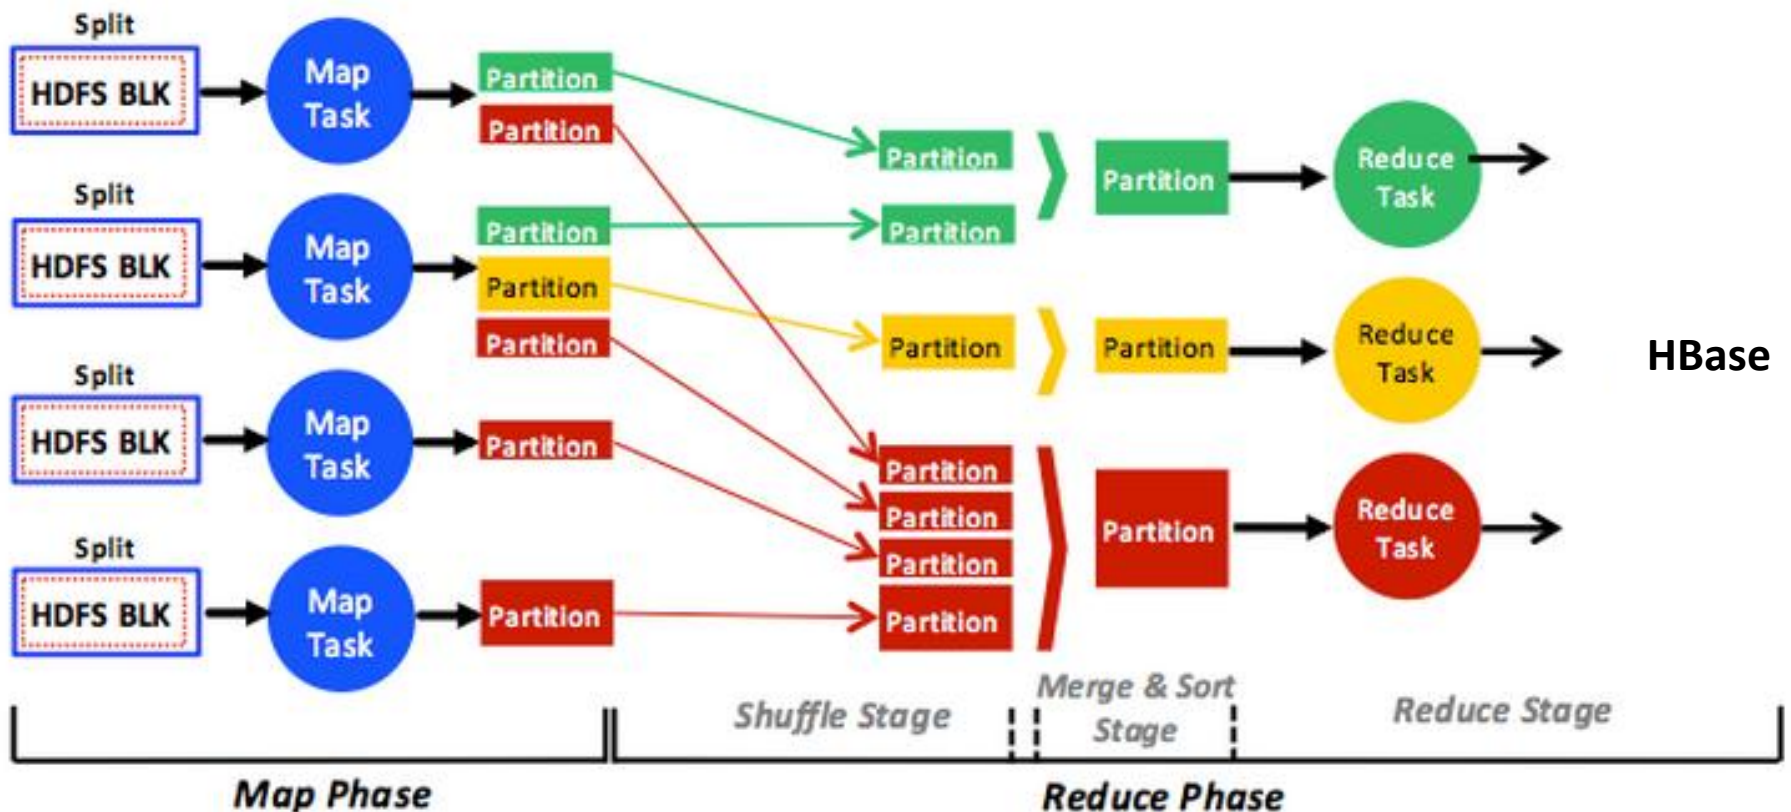 Split
HDFS BLK
Map
Task
Partition
Partition
Split
HDFS BLK
Map
Task
Partition
Partition
Partition
Split
HDFS BLK
Map
Task
Partition
Split
HDFS BLK
Map
Task
Partition
Partition
Partition
Partition
Partition
Partition
Partition
Partition
Partition
Partition
Partition
Reduce
Task
Reduce
Task
Reduce
Task
HBase
Shuffle Stage
Merge & Sort
Stage
Reduce Stage
Map Phase
Reduce Phase